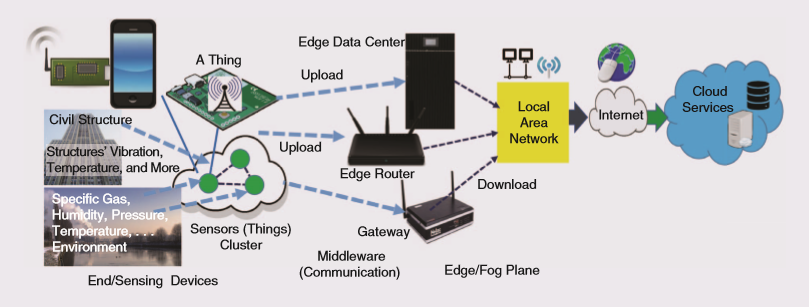 A Thing
Edge Data Center
Upload
Civil Structure
Structures' Vibration,
Temperature, and More
Upload
Edge Router
Local
Area
Network
Internet
Cloud
Services
Specific Gas,
Humidity, Pressure,
Temperature, . . .
Environment
Sensors (Things)
Cluster
Download
Gateway
Middleware
(Communication)
Edge/Fog Plane
End/Sensing Devices